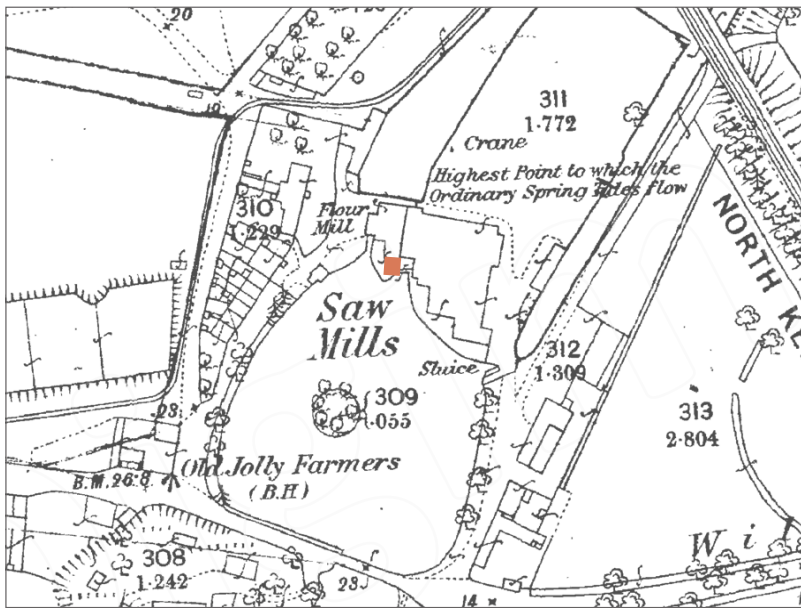 20
10
311
1·772
Crane
Highest Point to which the
Ordinary Spring Tides flow
310
1·229
Flour
Mill
NORTH KE
Saw
Mills
Sluice
312
1·309
309
·055
313
2·804
23
Old Jolly Farmers
(B.H)
B.M. 26·8
308
1·242
23
14
W i